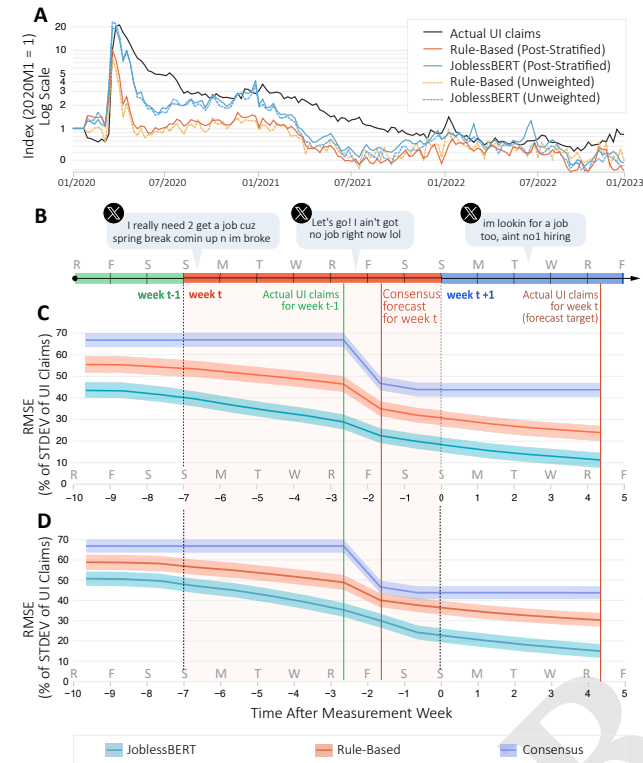 A
Index (2020M1 = 1)
Log Scale
20
10
5
4
3
2
1
0
Actual UI claims
Rule-Based (Post-Stratified)
JoblessBERT (Post-Stratified)
Rule-Based (Unweighted)
JoblessBERT (Unweighted)
01/2020 07/2020 01/2021 07/2021 01/2022 07/2022 01/2023
B
I really need 2 get a job cuz
spring break comin up n im broke
Let's go! I ain't got
no job right now lol
im lookin for a job
too, aint no1 hiring
R F S S M T W R F S S M T W R F
week t-1
week t
Actual UI claims
for week t-1
Consensus
forecast
for week t
week t +1
Actual UI claims
for week t
(forecast target)
C
RMSE
(% of STDEV of UI Claims)
70
60
50
40
30
20
10
0
R F S S M T W R F S S M T W R F
−10 −9 −8 −7 −6 −5 −4 −3 −2 −1 0 1 2 3 4 5
D
RMSE
(% of STDEV of UI Claims)
70
60
50
40
30
20
10
0
R F S S M T W R F S S M T W R F
−10 −9 −8 −7 −6 −5 −4 −3 −2 −1 0 1 2 3 4 5
Time After Measurement Week
JoblessBERT
Rule-Based
Consensus